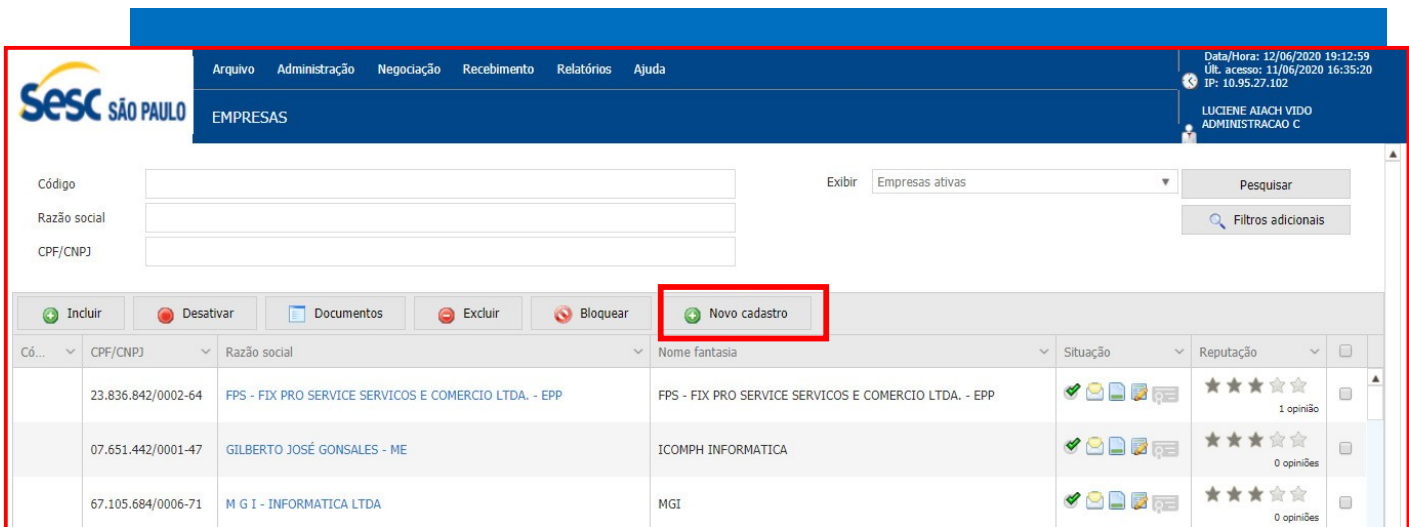 Sesc SÃO PAULO
Arquivo Administração Negociação Recebimento Relatórios Ajuda
EMPRESAS
Data/Hora: 12/06/2020 19:12:59
Últ. acesso: 11/06/2020 16:35:20
IP: 10.95.27.102
LUCIENE AIACH VIDO
ADMINISTRACAO C
Código Exibir Empresas ativas Pesquisar
Razão social Filtros adicionais
CPF/CNPJ
Incluir Desativar Documentos Excluir Bloquear Novo cadastro
Có... CPF/CNPJ Razão social Nome fantasia Situação Reputação
23.836.842/0002-64 FPS - FIX PRO SERVICE SERVICOS E COMERCIO LTDA. - EPP FPS - FIX PRO SERVICE SERVICOS E COMERCIO LTDA. - EPP
1 opinião
07.651.442/0001-47 GILBERTO JOSÉ GONSALES - ME ICOMPH INFORMATICA
0 opiniões
67.105.684/0006-71 M G I - INFORMATICA LTDA MGI
0 opiniões